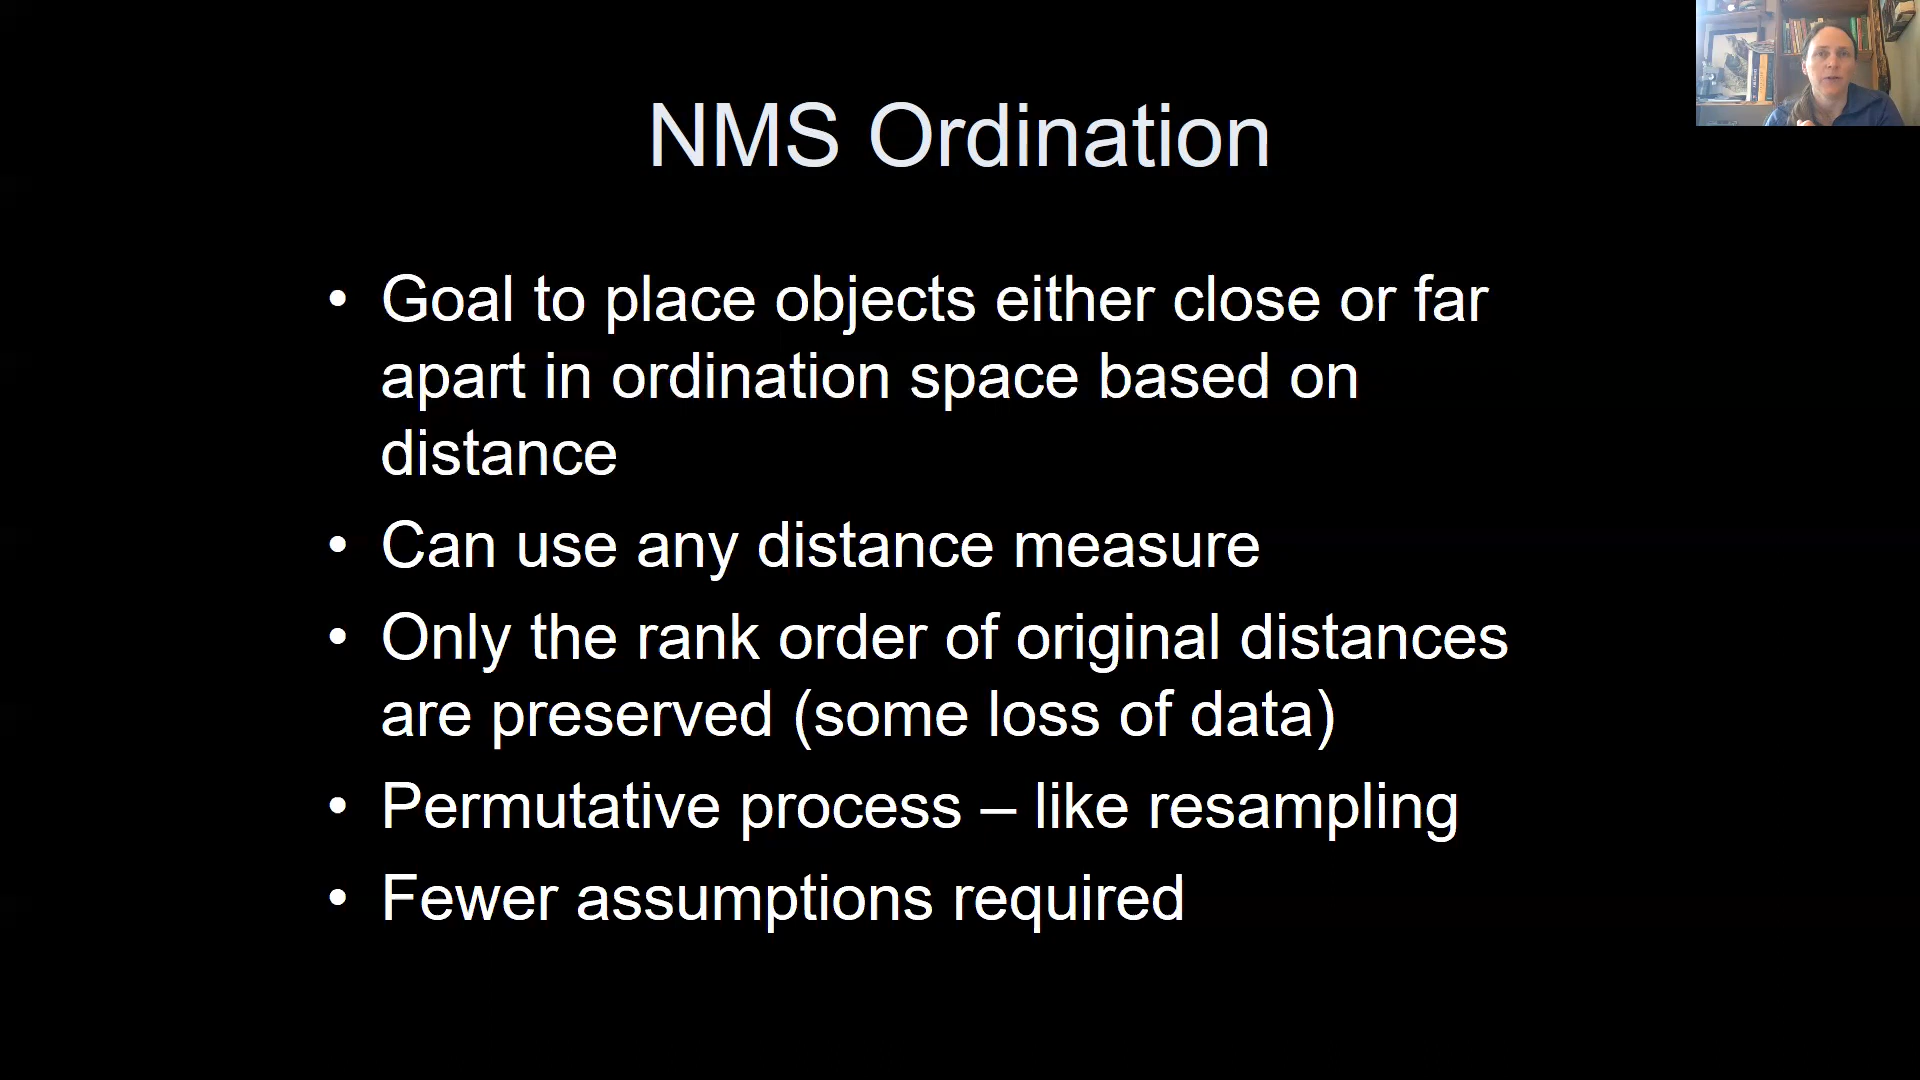 NMS Ordination
• Goal to place objects either close or far
apart in ordination space based on
distance
• Can use any distance measure
• Only the rank order of original distances
are preserved (some loss of data)
• Permutative process – like resampling
• Fewer assumptions required